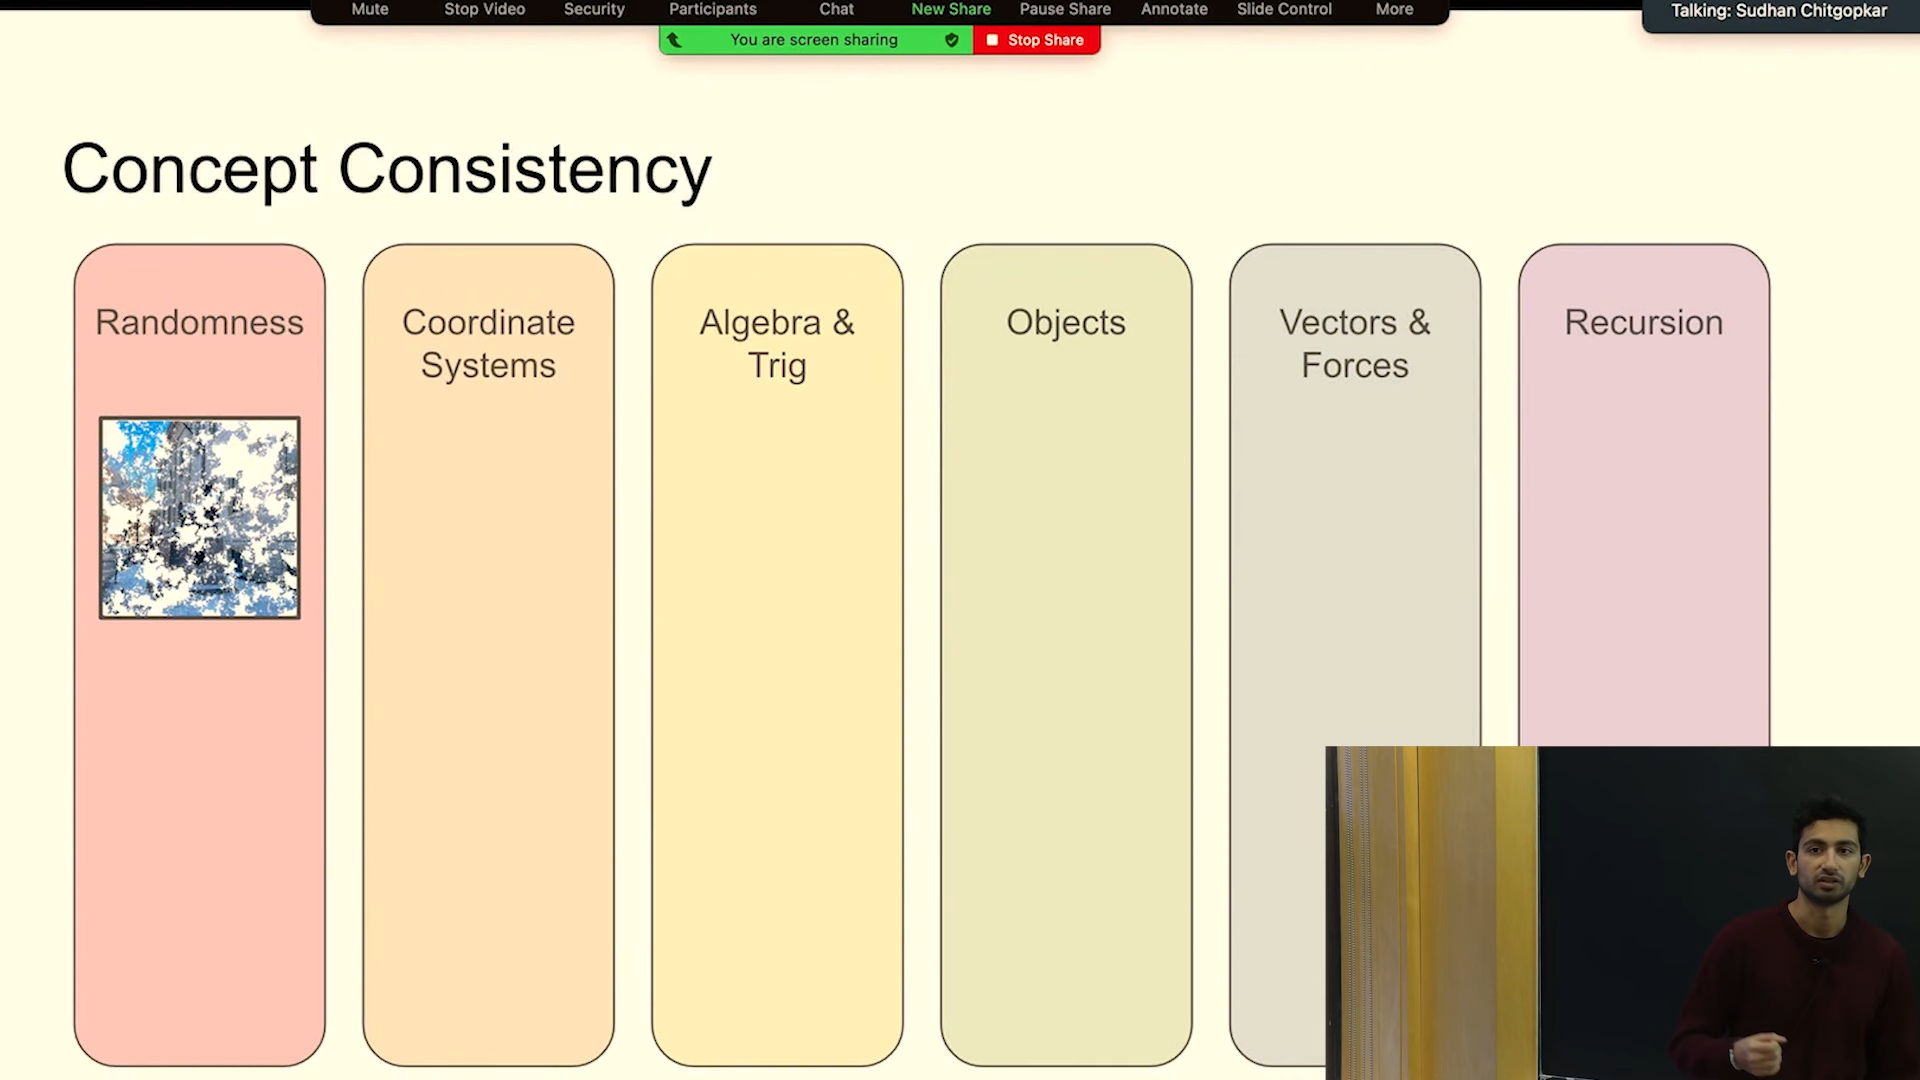 Mute Stop Video Security Participants Chat New Share Pause Share Annotate Slide Control More
Talking: Sudhan Chitgopkar
You are screen sharing Stop Share
Concept Consistency
Randomness
Coordinate
Systems
Algebra &
Trig
Objects
Vectors &
Forces
Recursion